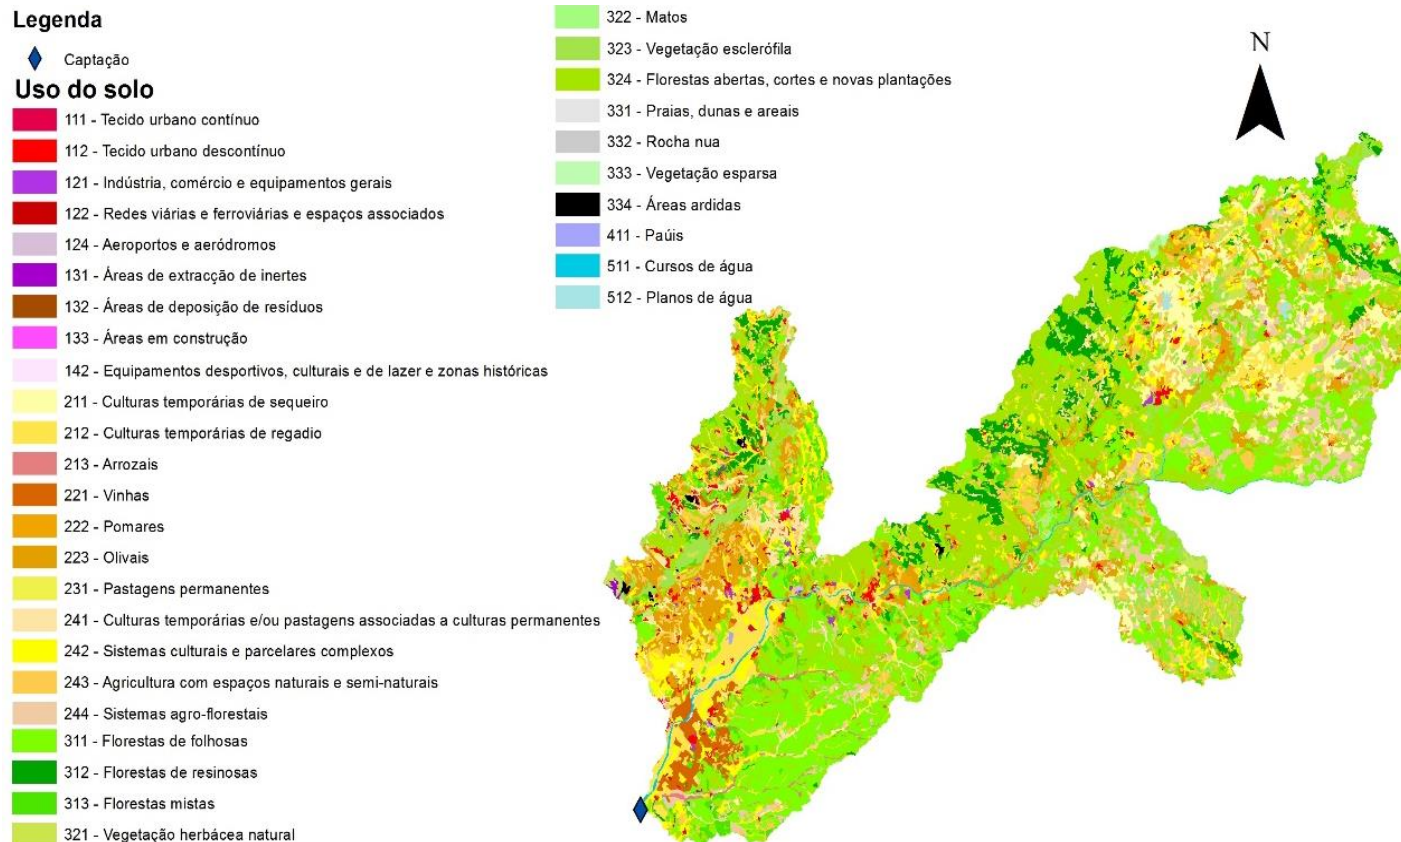 Legenda
Captação
Uso do solo
111 - Tecido urbano contínuo
112 - Tecido urbano descontínuo
121 - Indústria, comércio e equipamentos gerais
122 - Redes viárias e ferroviárias e espaços associados
124 - Aeroportos e aeródromos
131 - Áreas de extracção de inertes
132 - Áreas de deposição de resíduos
133 - Áreas em construção
142 - Equipamentos desportivos, culturais e de lazer e zonas históricas
211 - Culturas temporárias de sequeiro
212 - Culturas temporárias de regadio
213 - Arrozais
221 - Vinhas
222 - Pomares
223 - Olivais
231 - Pastagens permanentes
241 - Culturas temporárias e/ou pastagens associadas a culturas permanentes
242 - Sistemas culturais e parcelares complexos
243 - Agricultura com espaços naturais e semi-naturais
244 - Sistemas agro-florestais
311 - Florestas de folhosas
312 - Florestas de resinosas
313 - Florestas mistas
321 - Vegetação herbácea natural
322 - Matos
323 - Vegetação esclerófila
324 - Florestas abertas, cortes e novas plantações
331 - Praias, dunas e areais
332 - Rocha nua
333 - Vegetação esparsa
334 - Áreas ardidas
411 - Paúis
511 - Cursos de água
512 - Planos de água
N